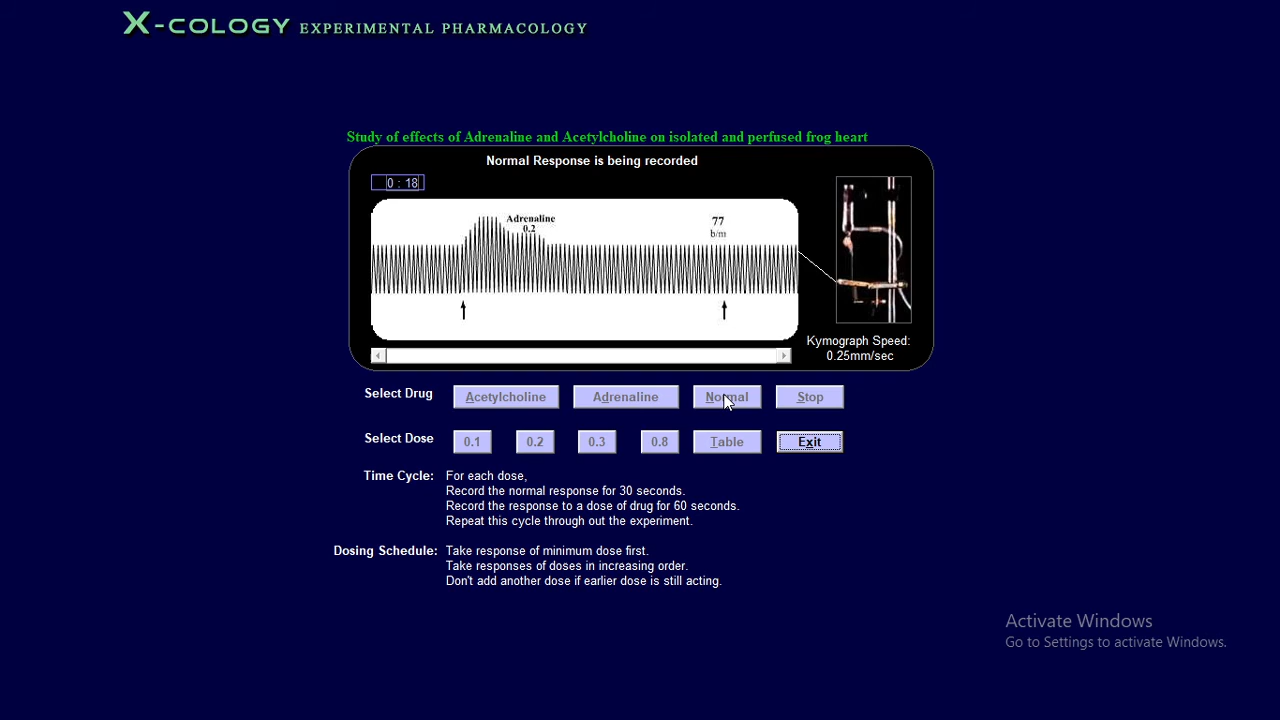 X-COLOGY EXPERIMENTAL PHARMACOLOGY
Study of effects of Adrenaline and Acetylcholine on isolated and perfused frog heart
Normal Response is being recorded
0 : 18
Adrenaline
0.2
77
b/m
Kymograph Speed:
0.25mm/sec
Select Drug Acetylcholine Adrenaline Normal Stop
Select Dose 0.1 0.2 0.3 0.8 Table Exit
Time Cycle: For each dose,
Record the normal response for 30 seconds.
Record the response to a dose of drug for 60 seconds.
Repeat this cycle through out the experiment.
Dosing Schedule: Take response of minimum dose first.
Take responses of doses in increasing order.
Don't add another dose if earlier dose is still acting.
Activate Windows
Go to Settings to activate Windows.